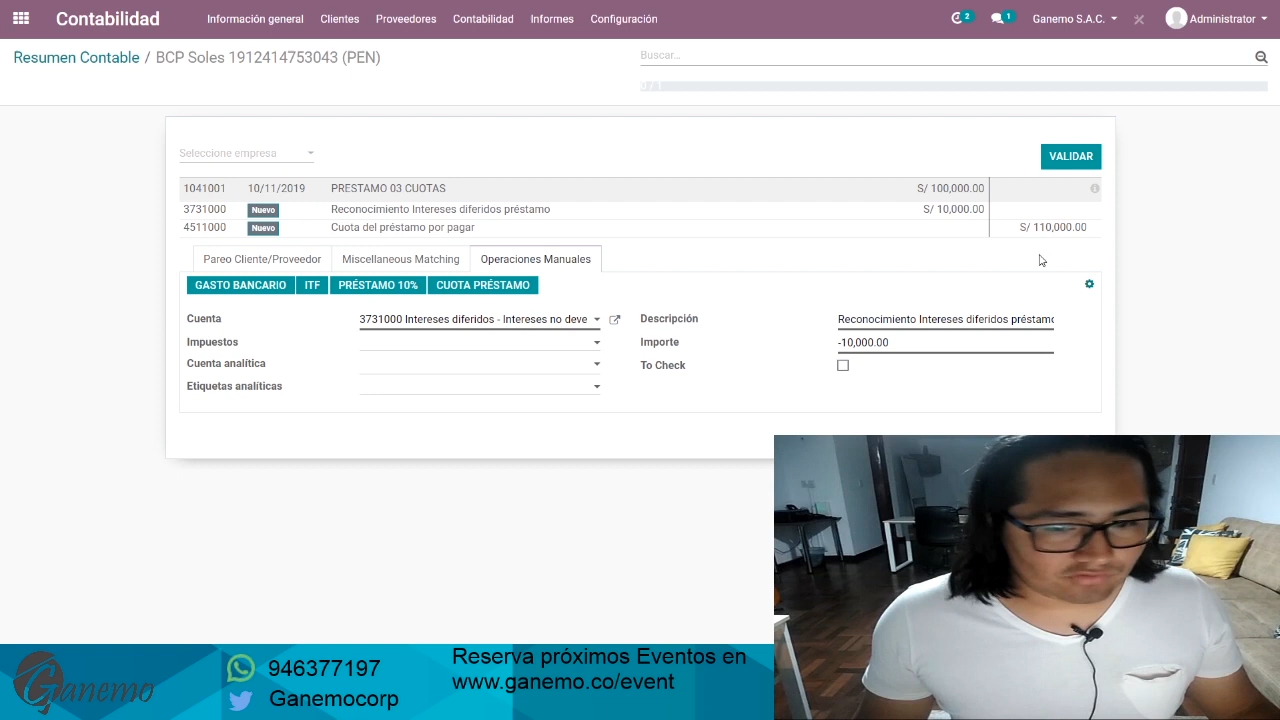 Contabilidad Información general Clientes Proveedores Contabilidad Informes Configuración 2 1 Ganemo S.A.C. Administrator
Resumen Contable / BCP Soles 1912414753043 (PEN) Buscar...
0 / 1
Seleccione empresa VALIDAR
1041001 10/11/2019 PRESTAMO 03 CUOTAS S/ 100,000.00
3731000 Nuevo Reconocimiento Intereses diferidos préstamo S/ 10,000.00
4511000 Nuevo Cuota del préstamo por pagar S/ 110,000.00
Pareo Cliente/Proveedor Miscellaneous Matching Operaciones Manuales
GASTO BANCARIO ITF PRÉSTAMO 10% CUOTA PRÉSTAMO
Cuenta 3731000 Intereses diferidos - Intereses no deve Descripción Reconocimiento Intereses diferidos préstamo
Impuestos Importe -10,000.00
Cuenta analítica To Check
Etiquetas analíticas
Ganemo 946377197 Reserva próximos Eventos en
Ganemocorp www.ganemo.co/event